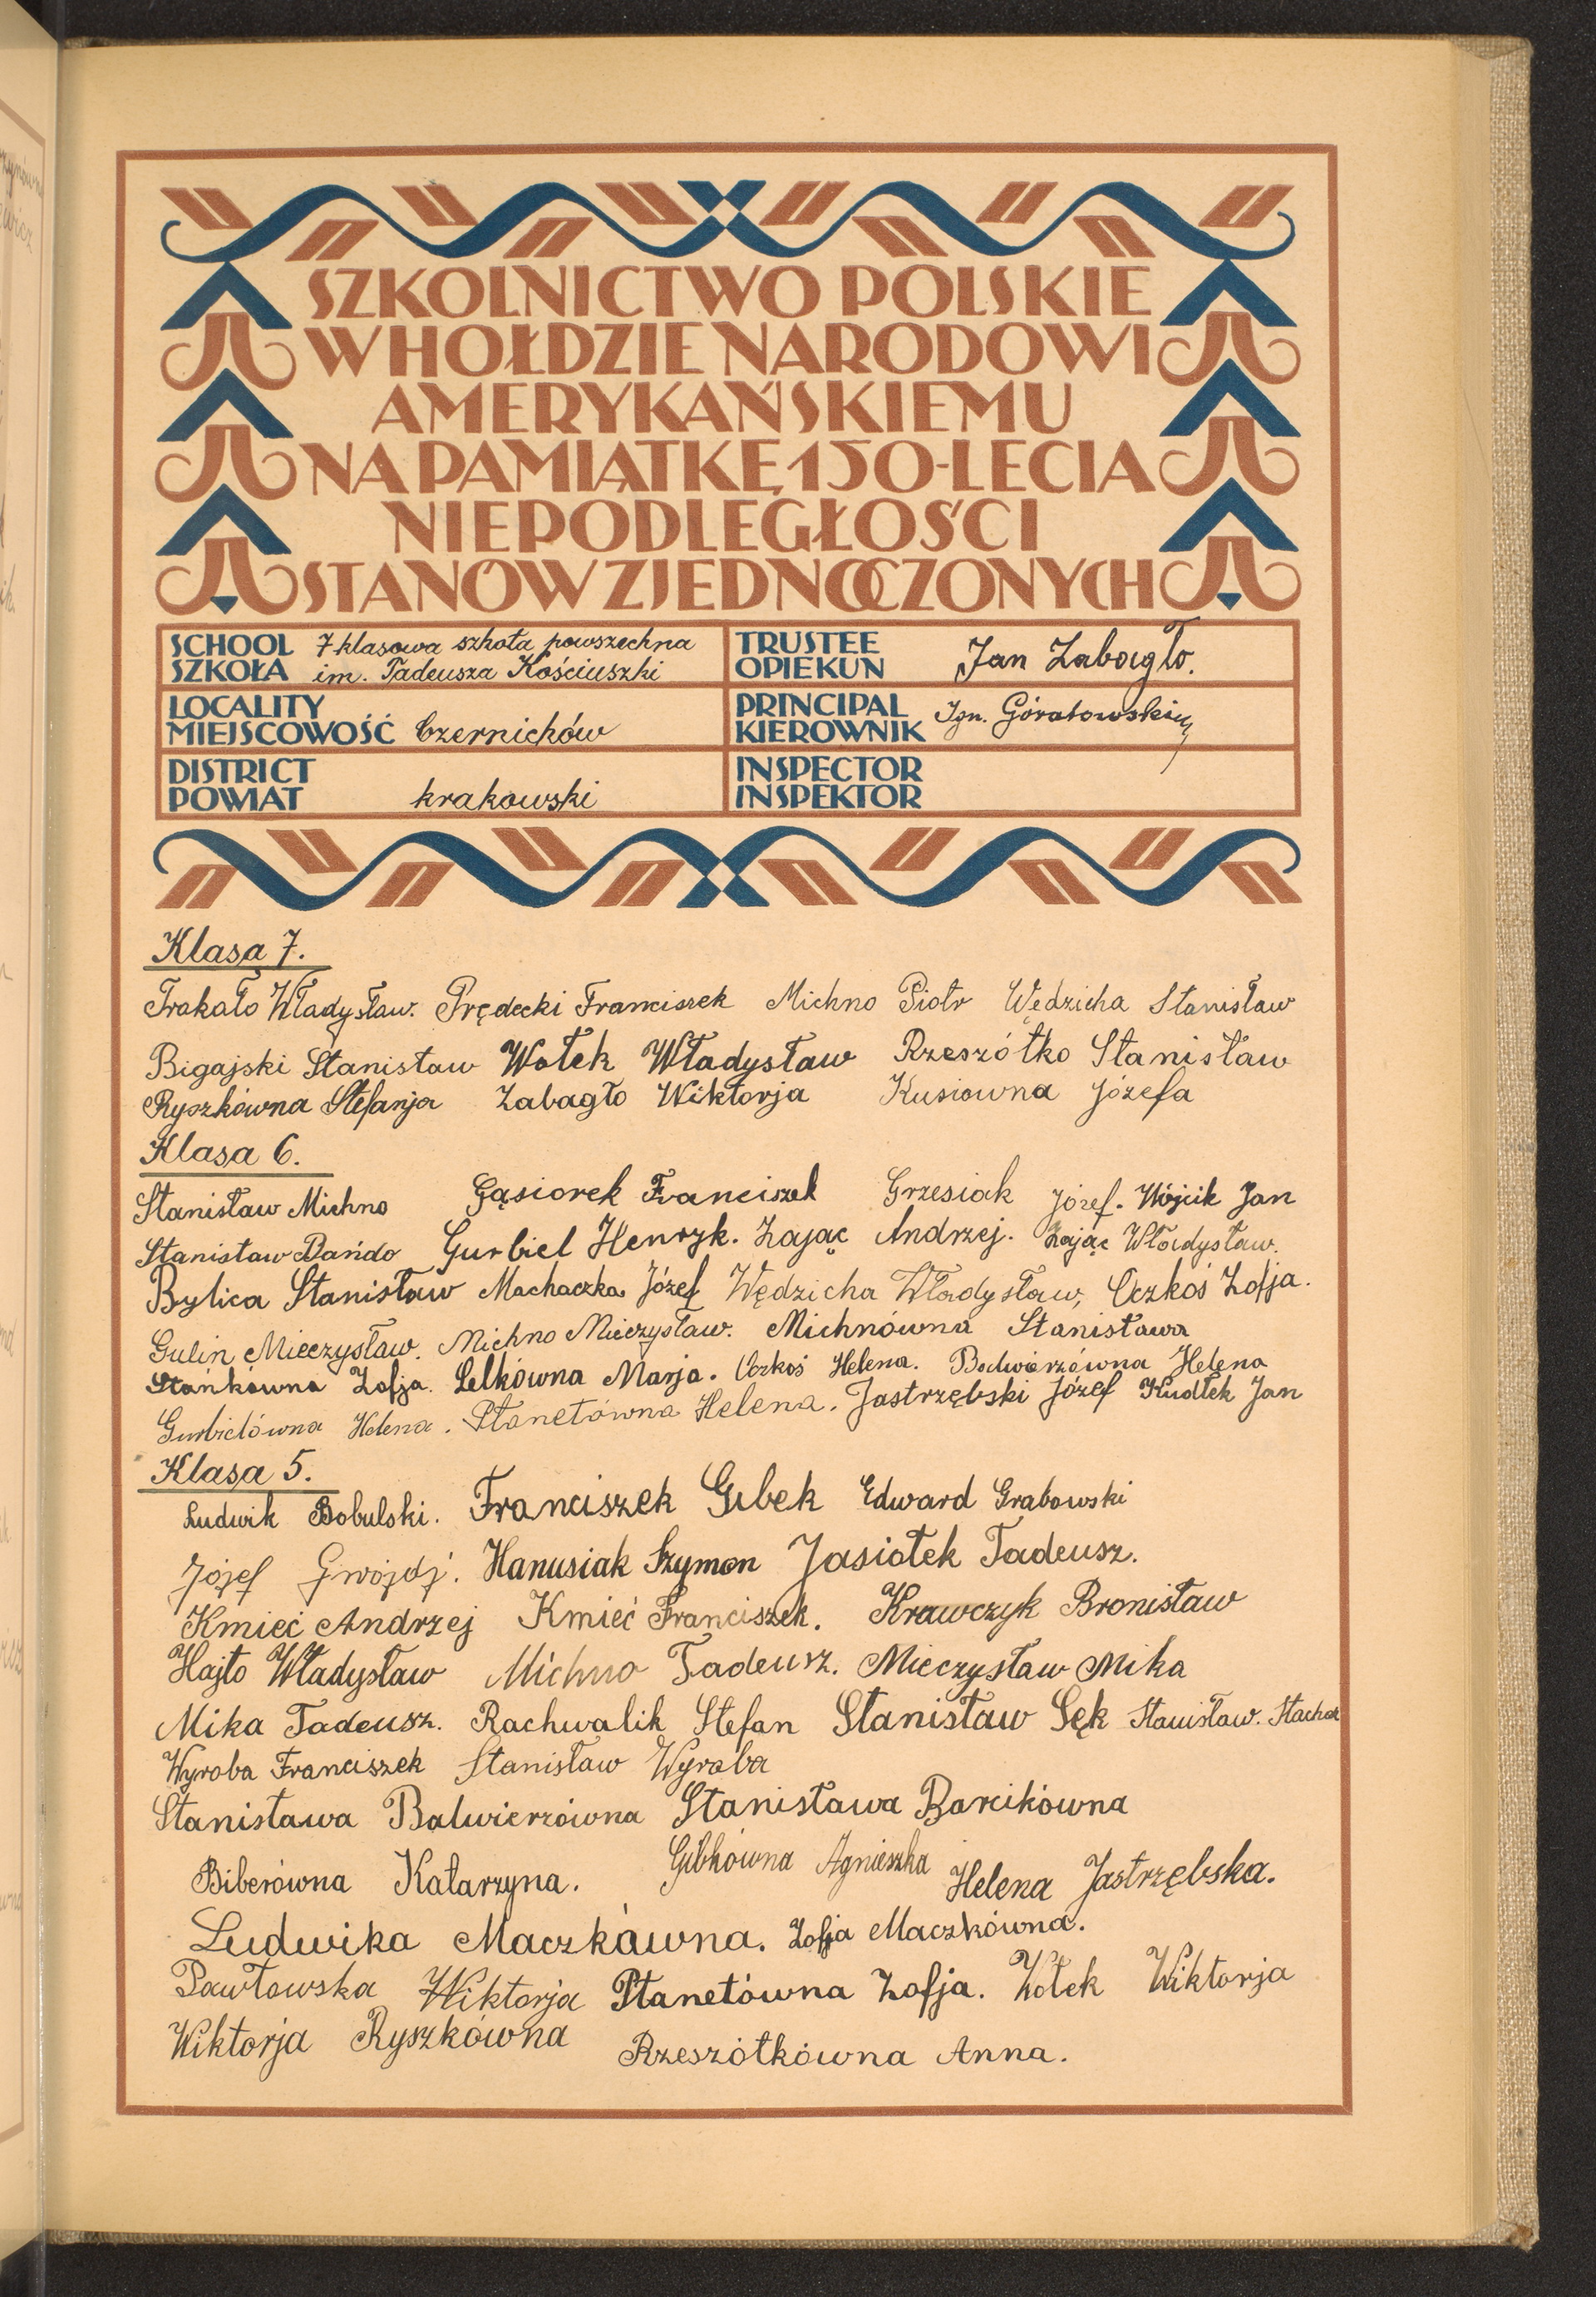 SZKOLNICTWO POLSKIE
W HOŁDZIE NARODOWI
AMERYKAŃSKIEMU
NA PAMIĄTKĘ 150-LECIA
NIEPODLEGŁOŚCI
STANÓW ZJEDNOCZONYCH
SCHOOL
SZKOŁA
7 klasowa szkoła powszechna
im. Tadeusza Kościuszki
TRUSTEE
OPIEKUN
Jan Zabagło.
LOCALITY
MIEJSCOWOŚĆ
Czernichów
PRINCIPAL
KIEROWNIK
Ign. Góratowski
DISTRICT
POWIAT
krakowski
INSPECTOR
INSPEKTOR
Klasa 7.
Trakało Władysław. Prędecki Franciszek Michno Piotr Wędzicha Stanisław
Bigajski Stanisław Wołek Władysław Rzeszótko Stanisław
Ryszkówna Stefanja Zabagło Wiktorja Kusiowna Józefa
Klasa 6.
Stanisław Michno Gąsiorek Franciszek Grzesiak Józef. Wójcik Jan
Stanisław Dańdo Gurbiel Henryk. Zając Andrzej. Zając Władysław.
Bylica Stanisław Machaczka Józef Wędzicha Władysław, Oczkoś Zofja.
Gulin Mieczysław. Michno Mieczysław. Michnówna Stanisława
Stańkowna Zofja. Lelkówna Marja. Oczkoś Helena. Balwierzówna Helena
Gurbielówna Helena. Płanetówna Helena. Jastrzębski Józef Kudłek Jan
Klasa 5.
Ludwik Bobulski. Franciszek Gibek Edward Grabowski
Józef Gwóźdź. Hanusiak Szymon Jasiołek Tadeusz.
Kmieć Andrzej Kmieć Franciszek. Krawczyk Bronisław
Hajto Władysław Michno Tadeusz. Mieczysław Mika
Mika Tadeusz. Rachwalik Stefan Stanisław Sęk Stanisław. Stacha
Wyroba Franciszek Stanisław Wyroba
Stanisława Balwierzówna Stanisława Barcikówna
Biberówna Katarzyna. Gibkówna Agnieszka Helena Jastrzębska.
Ludwika Maczkówna. Zofja Maczkówna.
Pawłowska Wiktorja Płanetówna Zofja. Wołek Wiktorja
Wiktorja Ryszkówna Rzeszótkówna Anna.